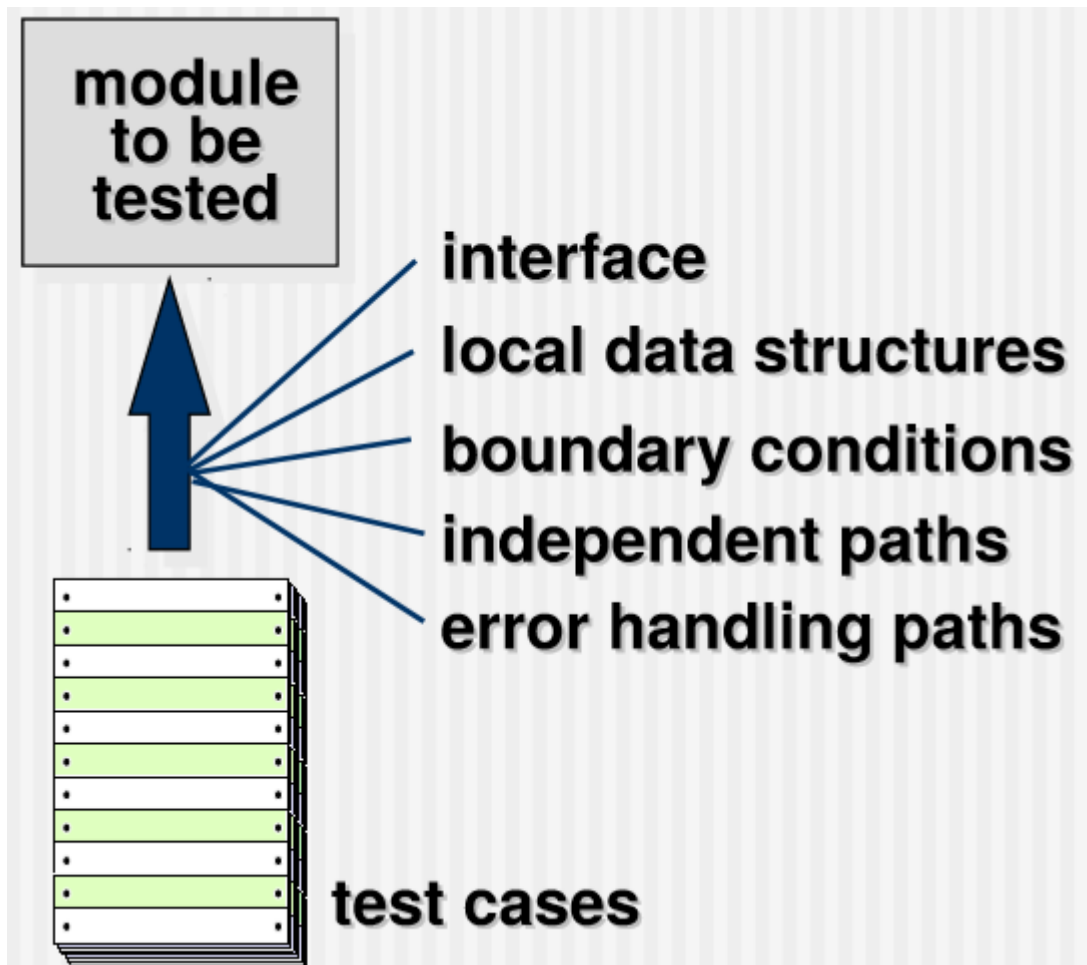 module
to be
tested
interface
local data structures
boundary conditions
independent paths
error handling paths
test cases